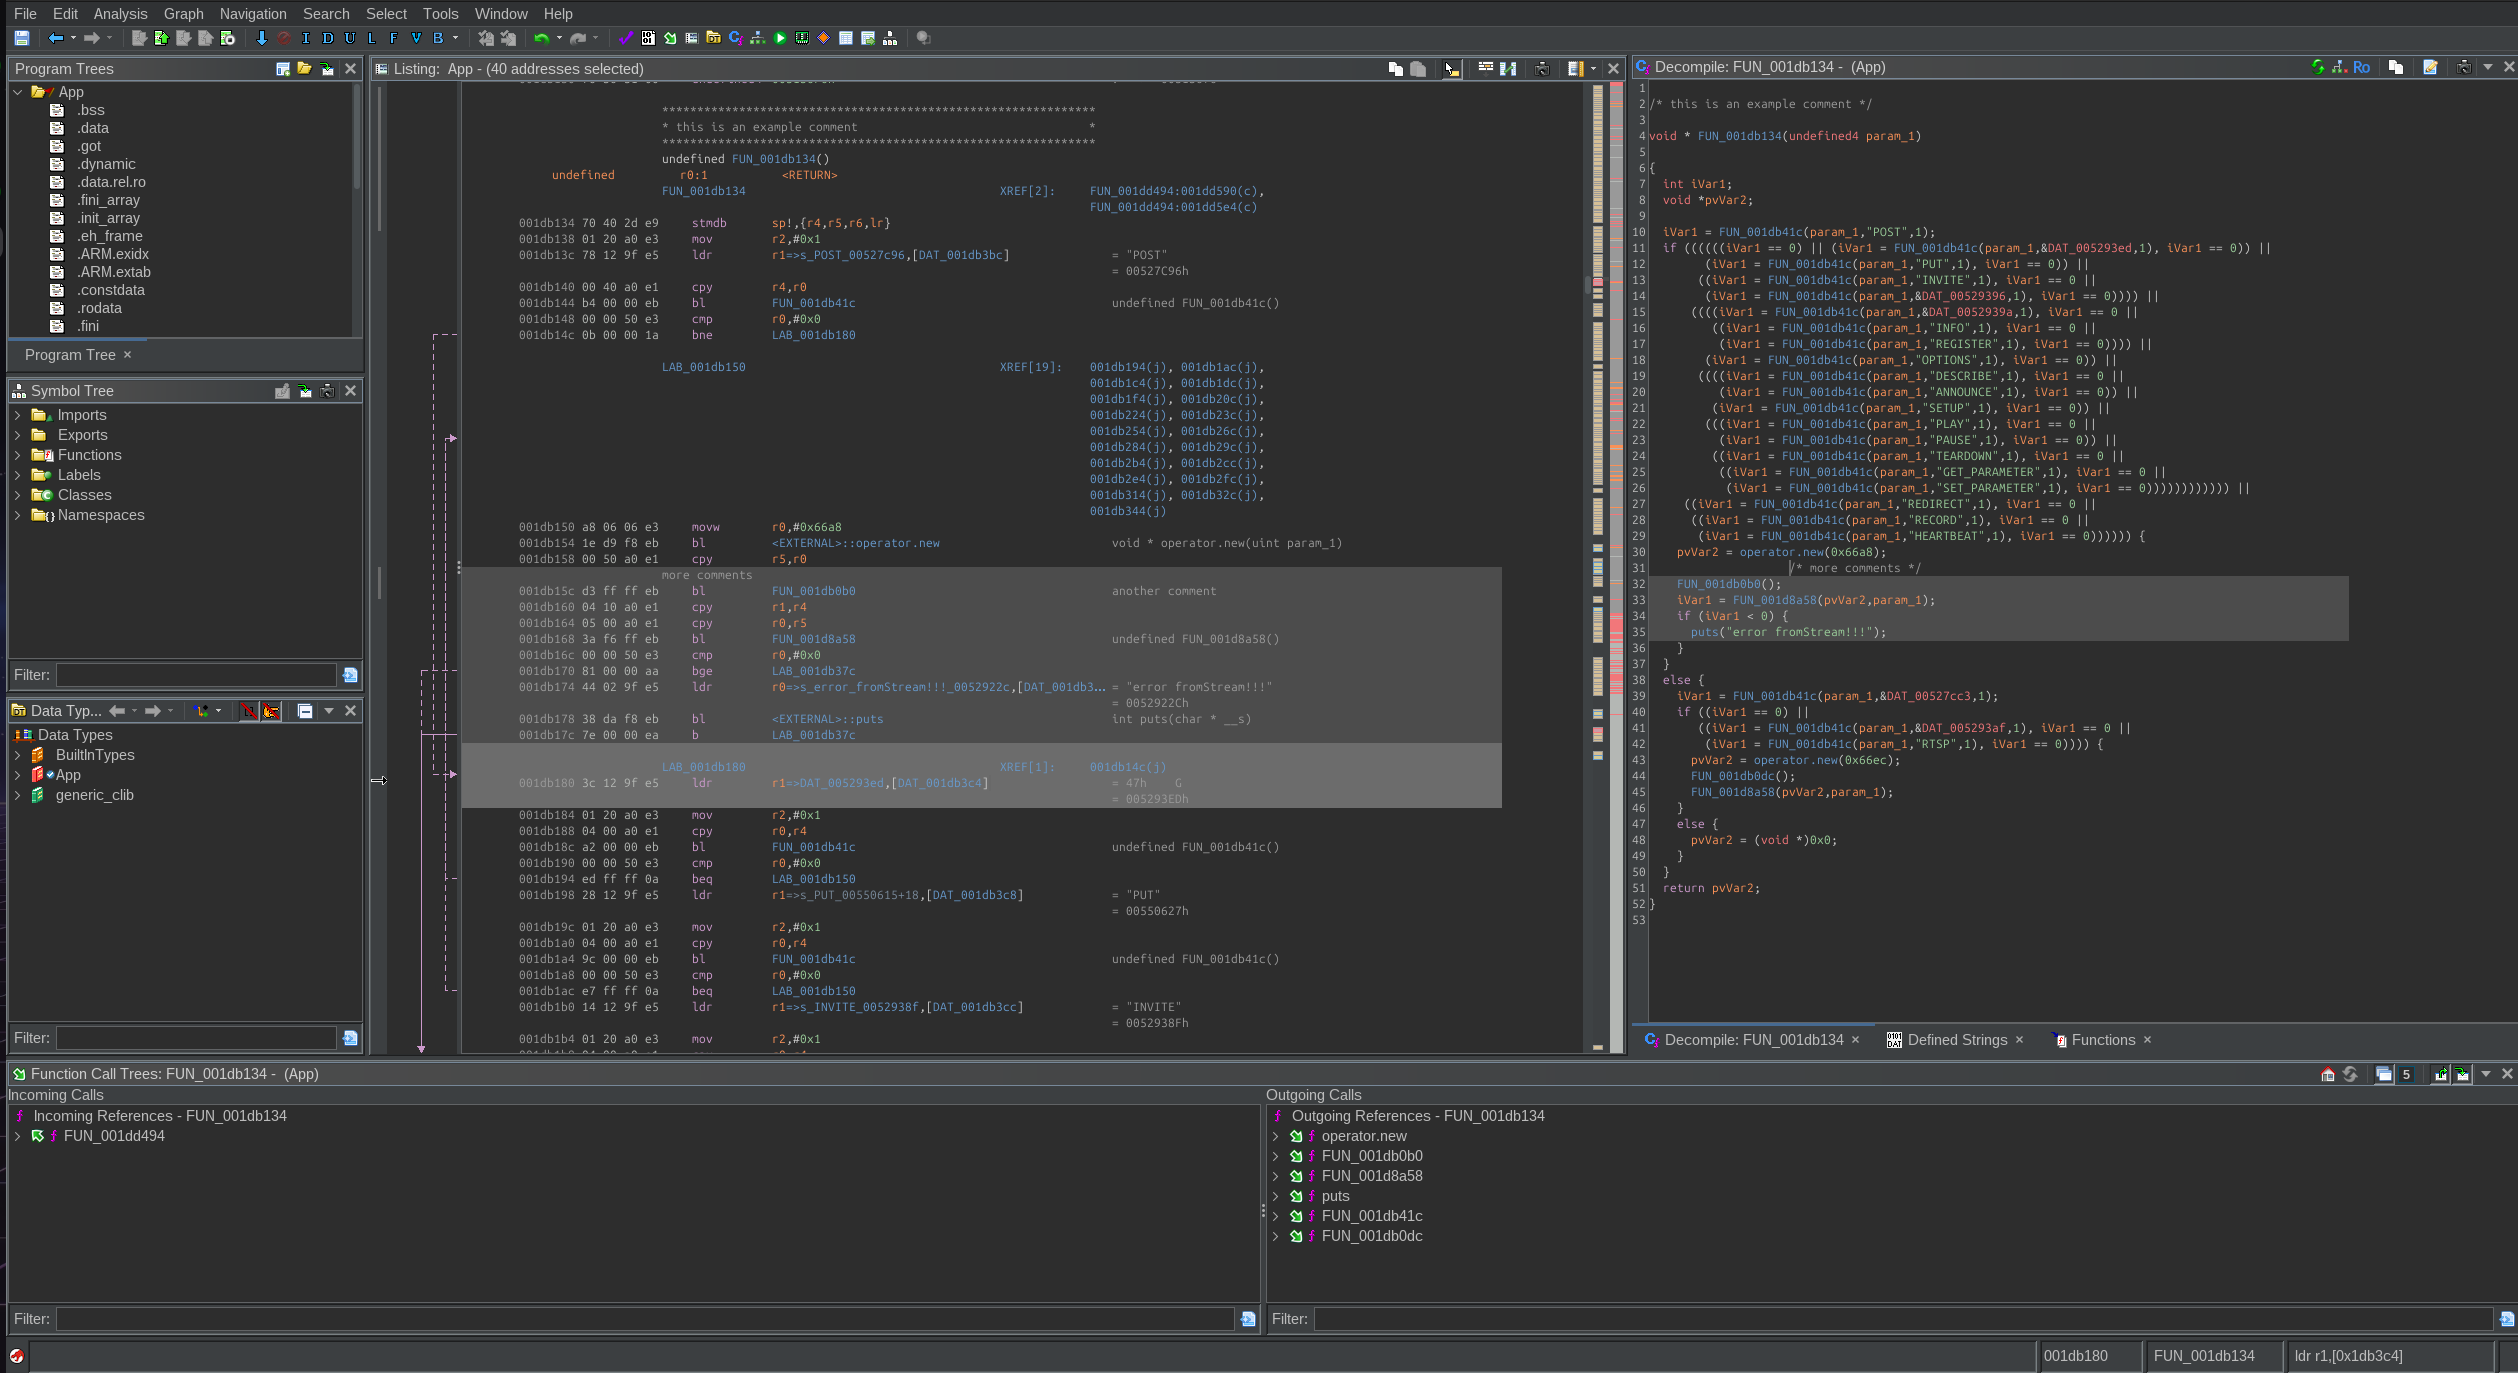 File Edit Analysis Graph Navigation Search Select Tools Window Help
I D U L F V B
Program Trees
App
.bss
.data
.got
.dynamic
.data.rel.ro
.fini_array
.init_array
.eh_frame
.ARM.exidx
.ARM.extab
.constdata
.rodata
.fini
Program Tree ×
Symbol Tree
Imports
Exports
Functions
Labels
Classes
Namespaces
Filter:
Data Typ...
Data Types
BuiltInTypes
App
generic_clib
Filter:
Listing: App - (40 addresses selected)
**************************************************************
* this is an example comment *
**************************************************************
undefined FUN_001db134()
undefined r0:1 <RETURN>
FUN_001db134 XREF[2]: FUN_001dd494:001dd590(c),
FUN_001dd494:001dd5e4(c)
001db134 70 40 2d e9 stmdb sp!,{r4,r5,r6,lr}
001db138 01 20 a0 e3 mov r2,#0x1
001db13c 78 12 9f e5 ldr r1=>s_POST_00527c96,[DAT_001db3bc] = "POST"
= 00527C96h
001db140 00 40 a0 e1 cpy r4,r0
001db144 b4 00 00 eb bl FUN_001db41c undefined FUN_001db41c()
001db148 00 00 50 e3 cmp r0,#0x0
001db14c 0b 00 00 1a bne LAB_001db180
LAB_001db150 XREF[19]: 001db194(j), 001db1ac(j),
001db1c4(j), 001db1dc(j),
001db1f4(j), 001db20c(j),
001db224(j), 001db23c(j),
001db254(j), 001db26c(j),
001db284(j), 001db29c(j),
001db2b4(j), 001db2cc(j),
001db2e4(j), 001db2fc(j),
001db314(j), 001db32c(j),
001db344(j)
001db150 a8 06 06 e3 movw r0,#0x66a8
001db154 1e d9 f8 eb bl <EXTERNAL>::operator.new void * operator.new(uint param_1)
001db158 00 50 a0 e1 cpy r5,r0
more comments
001db15c d3 ff ff eb bl FUN_001db0b0 another comment
001db160 04 10 a0 e1 cpy r1,r4
001db164 05 00 a0 e1 cpy r0,r5
001db168 3a f6 ff eb bl FUN_001d8a58 undefined FUN_001d8a58()
001db16c 00 00 50 e3 cmp r0,#0x0
001db170 81 00 00 aa bge LAB_001db37c
001db174 44 02 9f e5 ldr r0=>s_error_fromStream!!!_0052922c,[DAT_001db3... = "error fromStream!!!"
= 0052922Ch
001db178 38 da f8 eb bl <EXTERNAL>::puts int puts(char * __s)
001db17c 7e 00 00 ea b LAB_001db37c
LAB_001db180 XREF[1]: 001db14c(j)
001db180 3c 12 9f e5 ldr r1=>DAT_005293ed,[DAT_001db3c4] = 47h G
= 005293EDh
001db184 01 20 a0 e3 mov r2,#0x1
001db188 04 00 a0 e1 cpy r0,r4
001db18c a2 00 00 eb bl FUN_001db41c undefined FUN_001db41c()
001db190 00 00 50 e3 cmp r0,#0x0
001db194 ed ff ff 0a beq LAB_001db150
001db198 28 12 9f e5 ldr r1=>s_PUT_00550615+18,[DAT_001db3c8] = "PUT"
= 00550627h
001db19c 01 20 a0 e3 mov r2,#0x1
001db1a0 04 00 a0 e1 cpy r0,r4
001db1a4 9c 00 00 eb bl FUN_001db41c undefined FUN_001db41c()
001db1a8 00 00 50 e3 cmp r0,#0x0
001db1ac e7 ff ff 0a beq LAB_001db150
001db1b0 14 12 9f e5 ldr r1=>s_INVITE_0052938f,[DAT_001db3cc] = "INVITE"
= 0052938Fh
001db1b4 01 20 a0 e3 mov r2,#0x1
Decompile: FUN_001db134 - (App)
Ro
1
2 /* this is an example comment */
3
4 void * FUN_001db134(undefined4 param_1)
5
6 {
7 int iVar1;
8 void *pvVar2;
9
10 iVar1 = FUN_001db41c(param_1,"POST",1);
11 if ((((((iVar1 == 0) || (iVar1 = FUN_001db41c(param_1,&DAT_005293ed,1), iVar1 == 0)) ||
12 (iVar1 = FUN_001db41c(param_1,"PUT",1), iVar1 == 0)) ||
13 ((iVar1 = FUN_001db41c(param_1,"INVITE",1), iVar1 == 0 ||
14 (iVar1 = FUN_001db41c(param_1,&DAT_00529396,1), iVar1 == 0)))) ||
15 ((((iVar1 = FUN_001db41c(param_1,&DAT_0052939a,1), iVar1 == 0 ||
16 ((iVar1 = FUN_001db41c(param_1,"INFO",1), iVar1 == 0 ||
17 (iVar1 = FUN_001db41c(param_1,"REGISTER",1), iVar1 == 0)))) ||
18 (iVar1 = FUN_001db41c(param_1,"OPTIONS",1), iVar1 == 0)) ||
19 ((((iVar1 = FUN_001db41c(param_1,"DESCRIBE",1), iVar1 == 0 ||
20 (iVar1 = FUN_001db41c(param_1,"ANNOUNCE",1), iVar1 == 0)) ||
21 (iVar1 = FUN_001db41c(param_1,"SETUP",1), iVar1 == 0)) ||
22 (((iVar1 = FUN_001db41c(param_1,"PLAY",1), iVar1 == 0 ||
23 (iVar1 = FUN_001db41c(param_1,"PAUSE",1), iVar1 == 0)) ||
24 ((iVar1 = FUN_001db41c(param_1,"TEARDOWN",1), iVar1 == 0 ||
25 ((iVar1 = FUN_001db41c(param_1,"GET_PARAMETER",1), iVar1 == 0 ||
26 (iVar1 = FUN_001db41c(param_1,"SET_PARAMETER",1), iVar1 == 0)))))))))))) ||
27 ((iVar1 = FUN_001db41c(param_1,"REDIRECT",1), iVar1 == 0 ||
28 ((iVar1 = FUN_001db41c(param_1,"RECORD",1), iVar1 == 0 ||
29 (iVar1 = FUN_001db41c(param_1,"HEARTBEAT",1), iVar1 == 0)))))) {
30 pvVar2 = operator.new(0x66a8);
31 /* more comments */
32 FUN_001db0b0();
33 iVar1 = FUN_001d8a58(pvVar2,param_1);
34 if (iVar1 < 0) {
35 puts("error fromStream!!!");
36 }
37 }
38 else {
39 iVar1 = FUN_001db41c(param_1,&DAT_00527cc3,1);
40 if ((iVar1 == 0) ||
41 ((iVar1 = FUN_001db41c(param_1,&DAT_005293af,1), iVar1 == 0 ||
42 (iVar1 = FUN_001db41c(param_1,"RTSP",1), iVar1 == 0)))) {
43 pvVar2 = operator.new(0x66ec);
44 FUN_001db0dc();
45 FUN_001d8a58(pvVar2,param_1);
46 }
47 else {
48 pvVar2 = (void *)0x0;
49 }
50 }
51 return pvVar2;
52 }
53
Decompile: FUN_001db134 × Defined Strings × Functions ×
Function Call Trees: FUN_001db134 - (App)
5
Incoming Calls
Incoming References - FUN_001db134
FUN_001dd494
Filter:
Outgoing Calls
Outgoing References - FUN_001db134
operator.new
FUN_001db0b0
FUN_001d8a58
puts
FUN_001db41c
FUN_001db0dc
Filter:
001db180 FUN_001db134 ldr r1,[0x1db3c4]